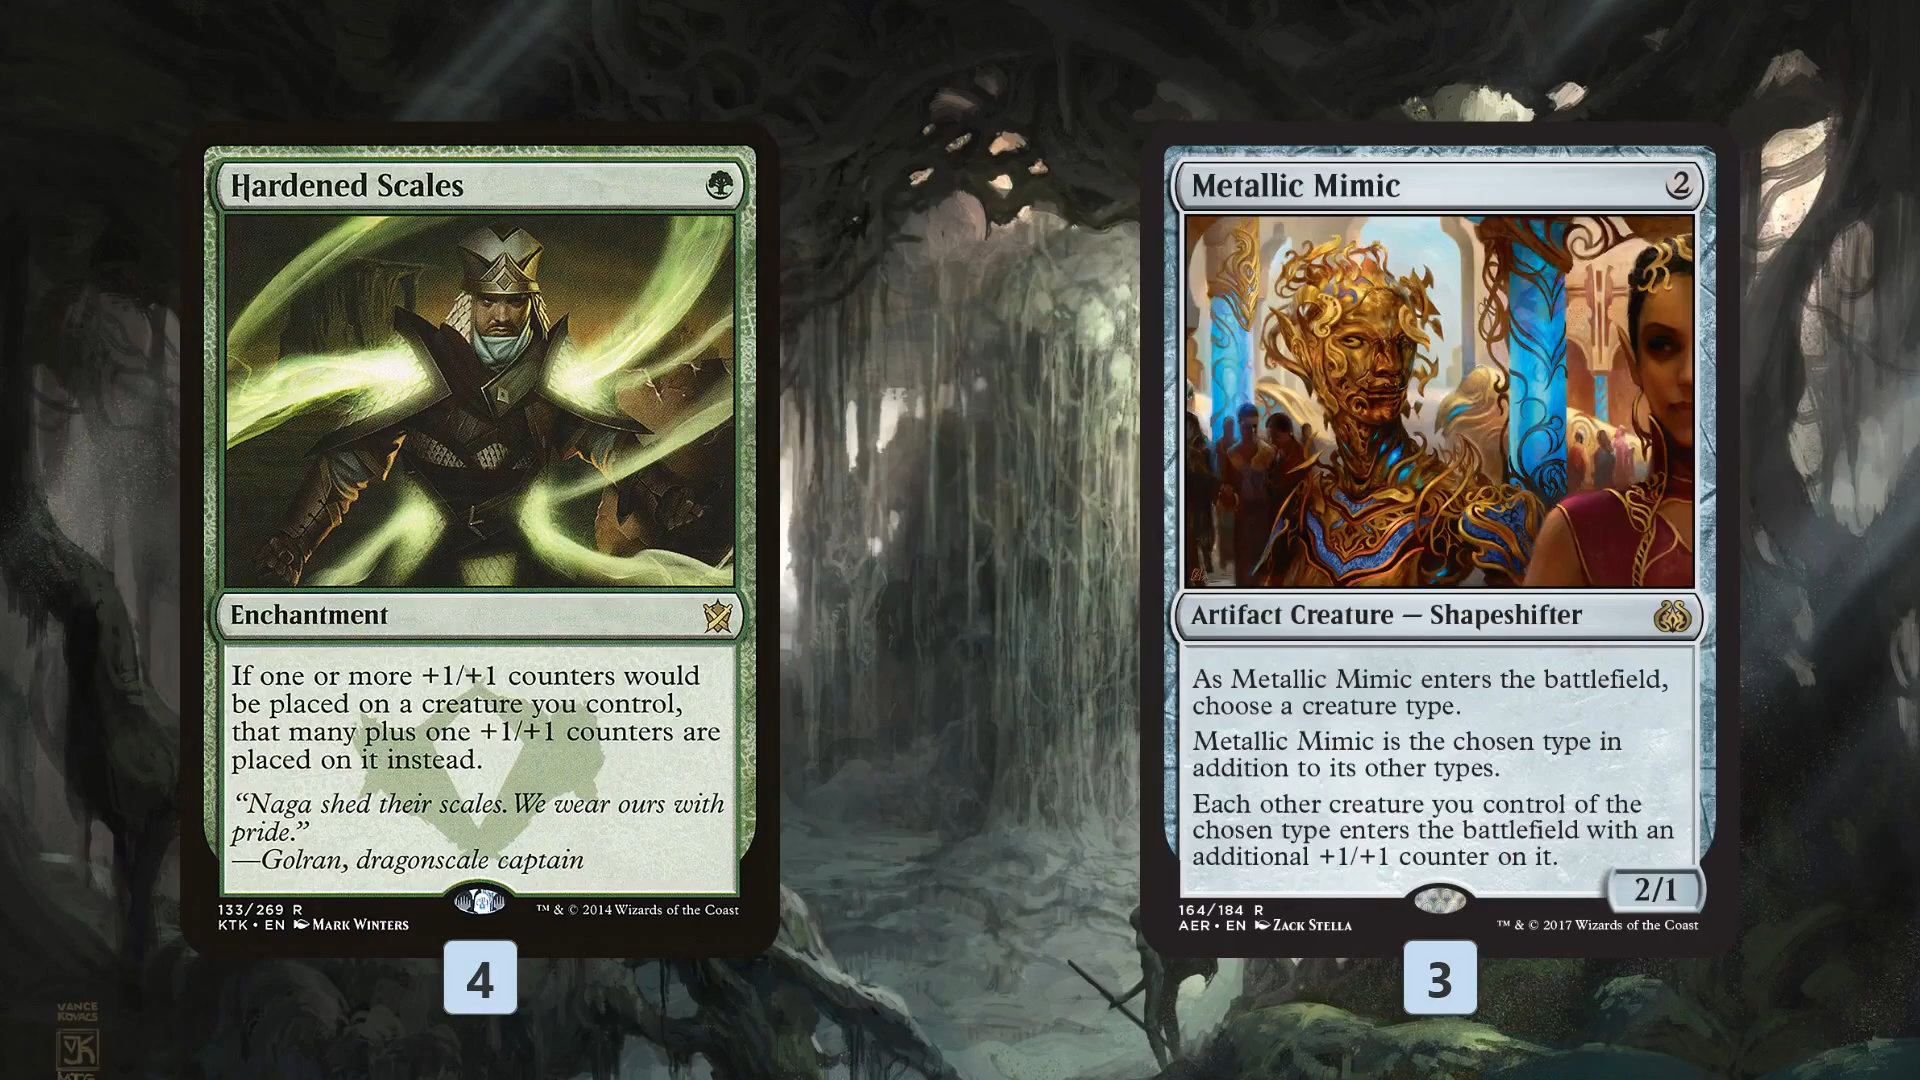 Hardened Scales
Enchantment
If one or more +1/+1 counters would
be placed on a creature you control,
that many plus one +1/+1 counters are
placed on it instead.
“Naga shed their scales. We wear ours with
pride.”
—Golran, dragonscale captain
133/269 R
KTK • EN MARK WINTERS
™ & © 2014 Wizards of the Coast
4
Metallic Mimic 2
Artifact Creature — Shapeshifter
As Metallic Mimic enters the battlefield,
choose a creature type.
Metallic Mimic is the chosen type in
addition to its other types.
Each other creature you control of the
chosen type enters the battlefield with an
additional +1/+1 counter on it.
2/1
164/184 R
AER • EN ZACK STELLA
™ & © 2017 Wizards of the Coast
3
VANCE
KOVACS
VK
MTG